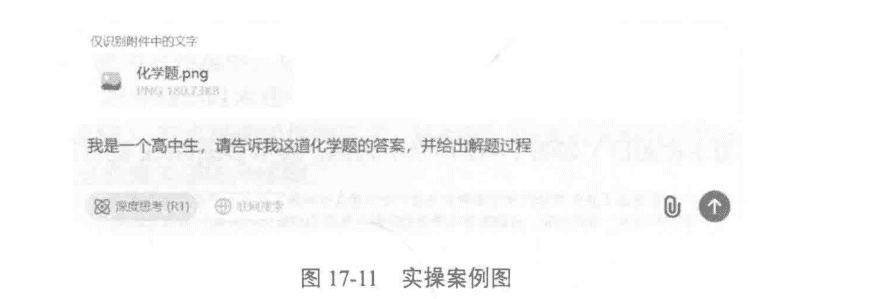 仅识别附件中的文字
化学题.png
PNG 180.73KB
我是一个高中生，请告诉我这道化学题的答案，并给出解题过程
深度思考 (R1)
联网搜索
图 17-11 实操案例图